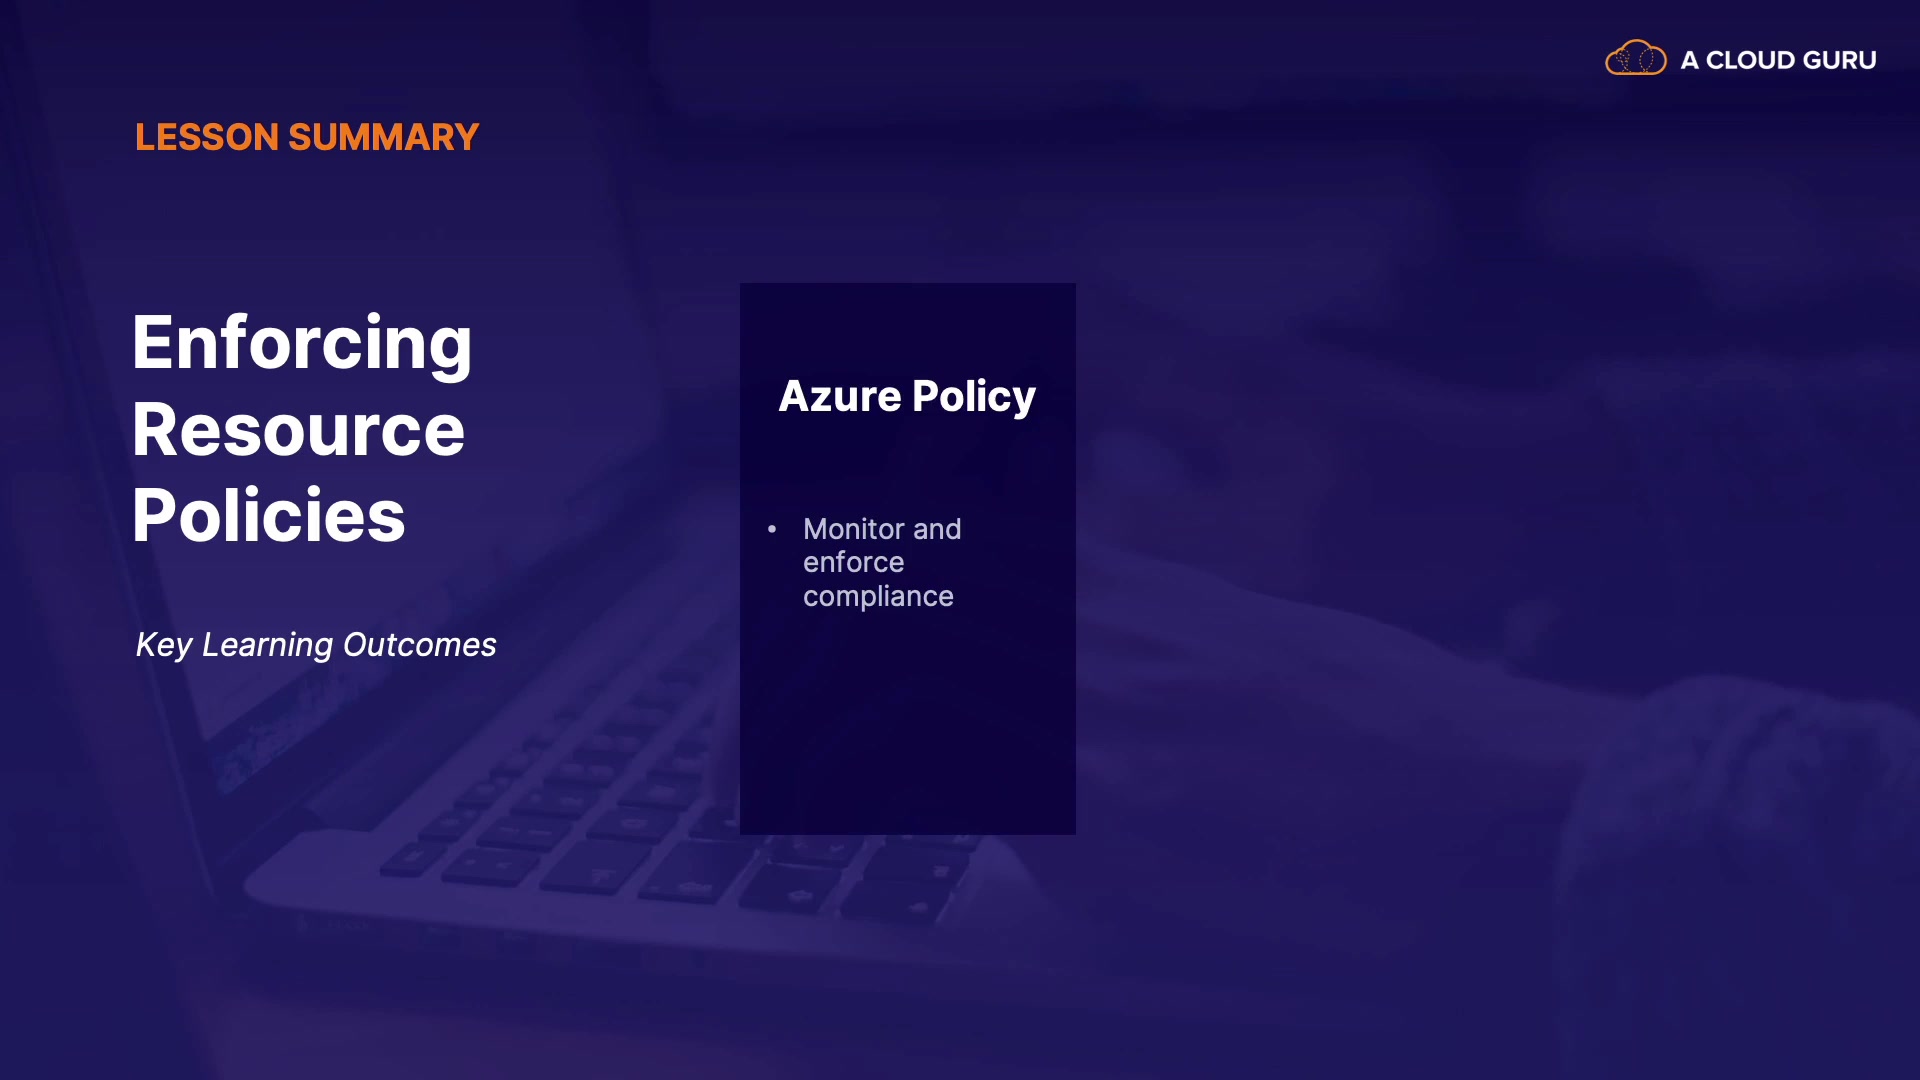 A CLOUD GURU
LESSON SUMMARY
Enforcing
Resource
Policies
Key Learning Outcomes
Azure Policy
• Monitor and
enforce
compliance